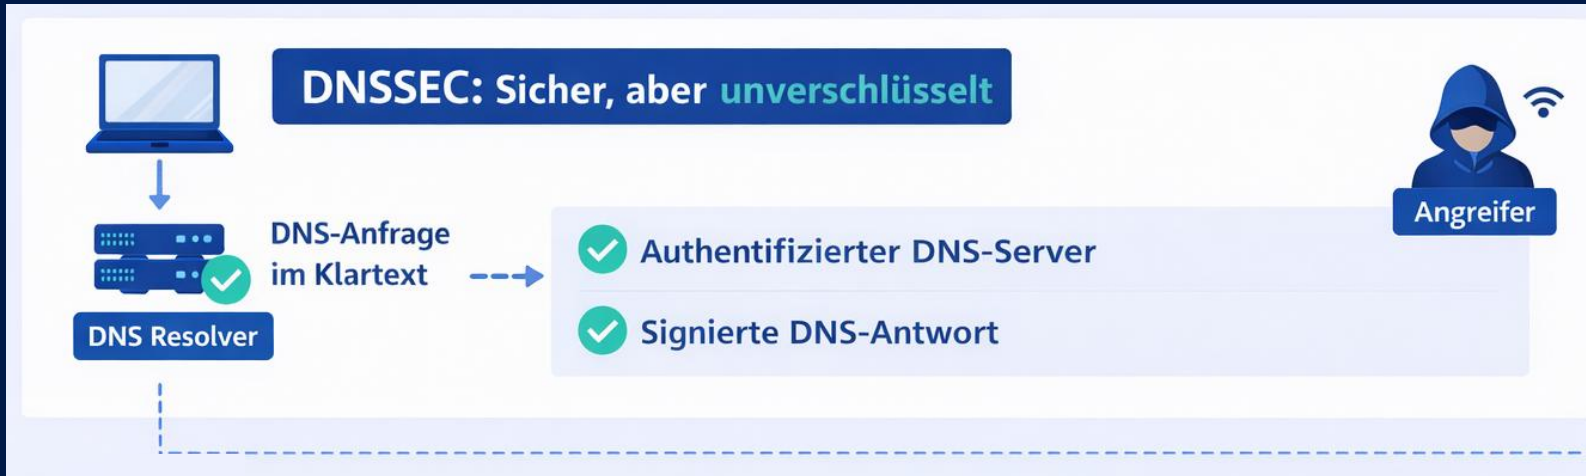 DNSSEC: Sicher, aber unverschlüsselt
Angreifer
DNS-Anfrage
im Klartext
Authentifizierter DNS-Server
Signierte DNS-Antwort
DNS Resolver